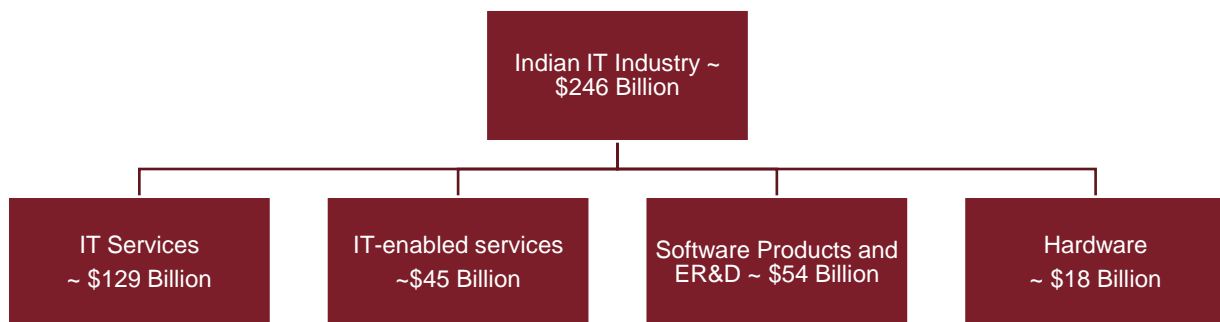 Indian IT Industry ~
$246 Billion
IT Services
~ $129 Billion
IT-enabled services
~$45 Billion
Software Products and
ER&D ~ $54 Billion
Hardware
~ $18 Billion